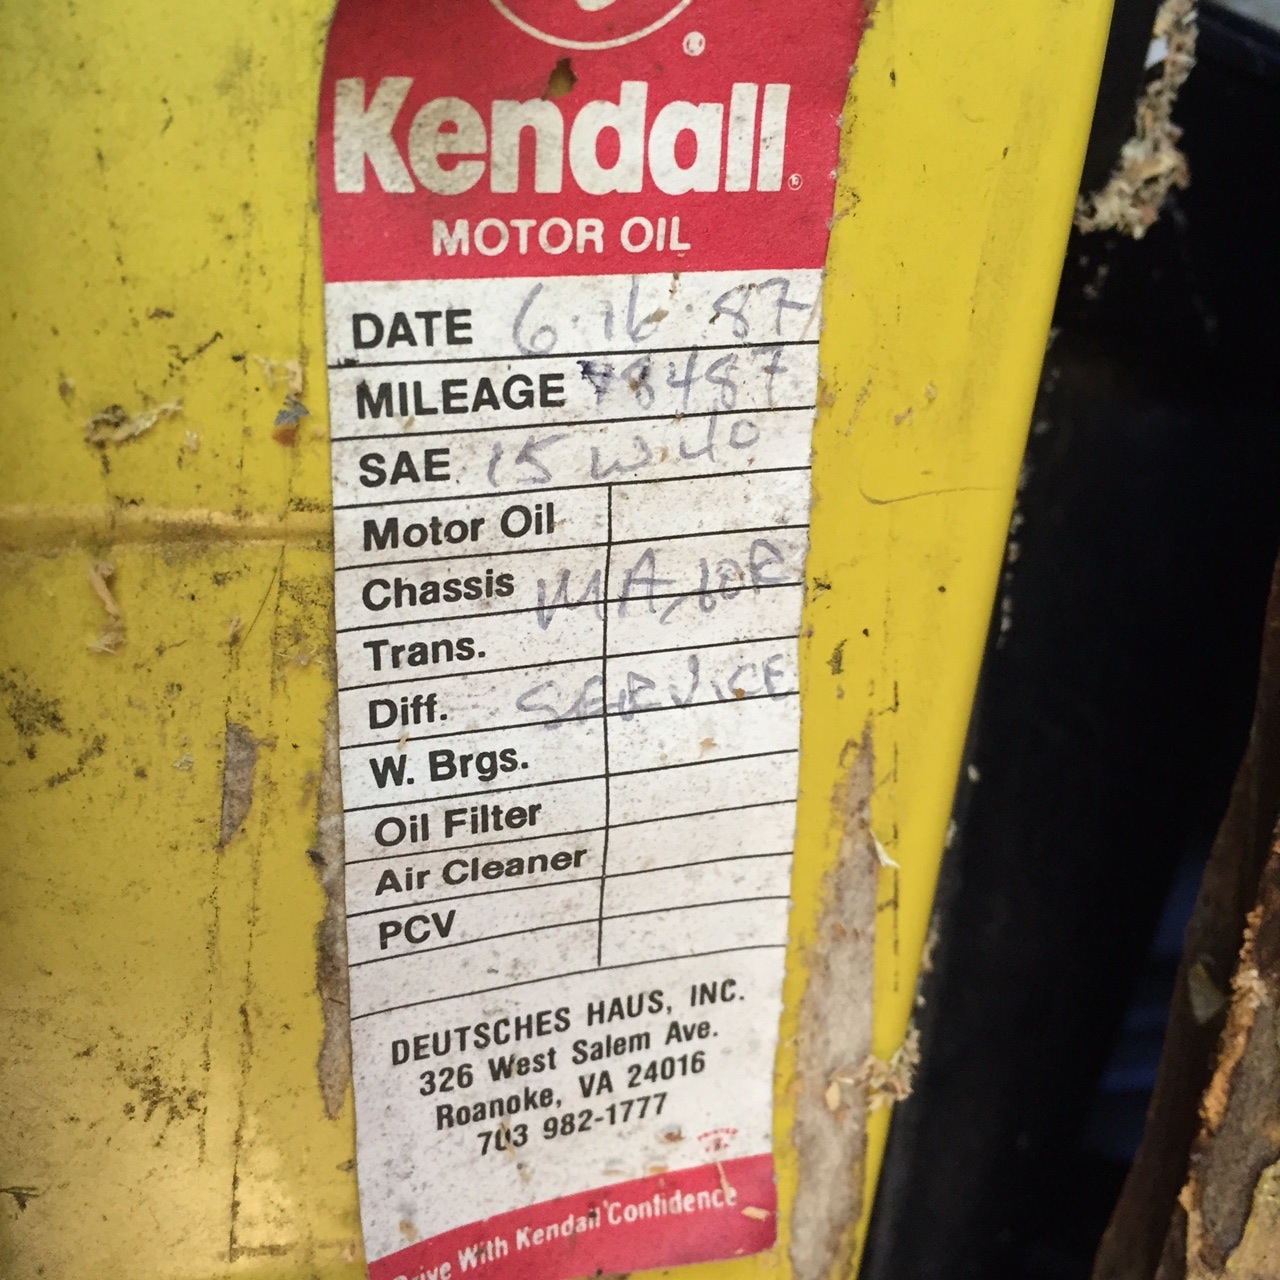 Kendall®
MOTOR OIL
DATE 6·16·87
MILEAGE 78487
SAE 15 W 40
Motor Oil
Chassis MAJOR
Trans.
Diff. SERVICE
W. Brgs.
Oil Filter
Air Cleaner
PCV
DEUTSCHES HAUS, INC.
326 West Salem Ave.
Roanoke, VA 24016
703 982-1777
Drive With Kendall Confidence